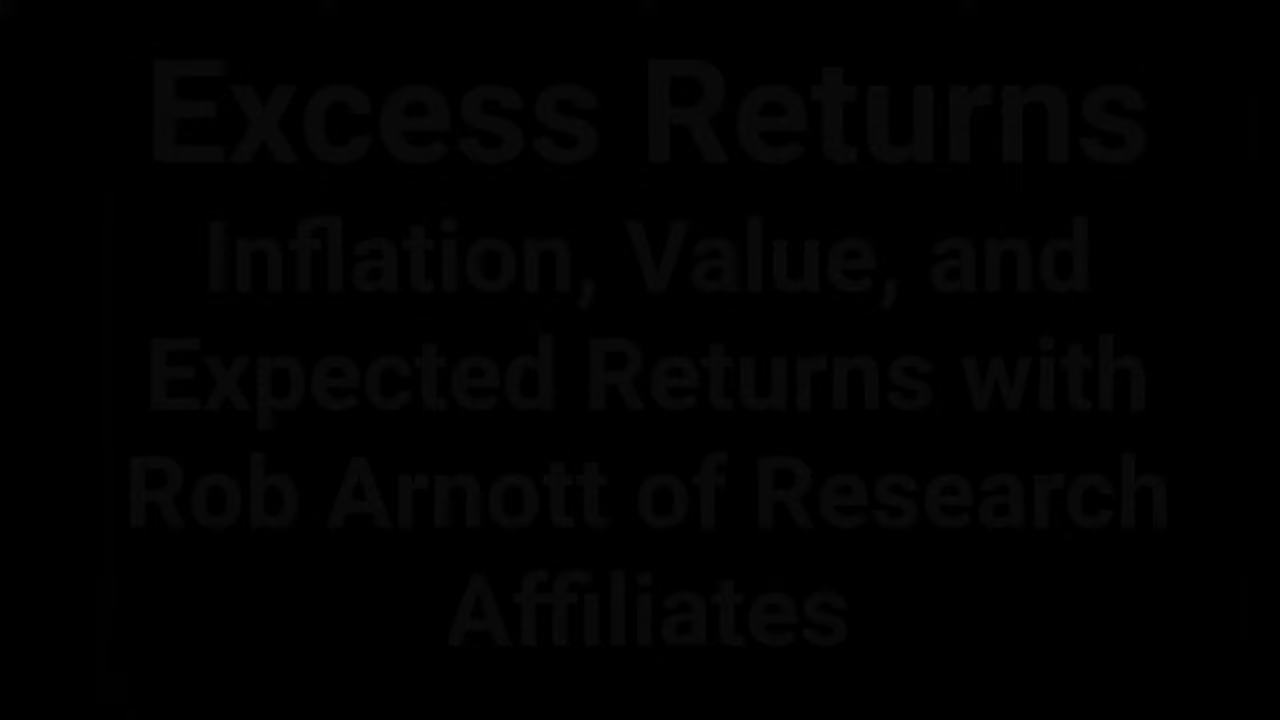 Excess Returns
Inflation, Value, and
Expected Returns with
Rob Arnott of Research
Affiliates